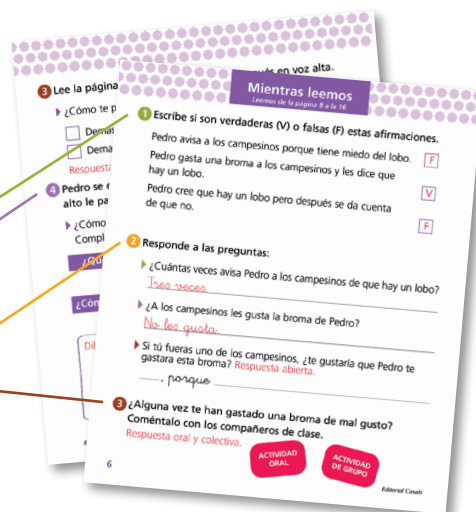 en voz alta.
3 Lee la página
¿Cómo te p
Dema
Dema
Respuesta
4 Pedro se e
alto le pa
¿Cómo
Compl
¿Qu
¿Cóm
Dib
Mientras leemos
Leemos de la página 8 a la 16
1 Escribe si son verdaderas (V) o falsas (F) estas afirmaciones.
Pedro avisa a los campesinos porque tiene miedo del lobo. F
Pedro gasta una broma a los campesinos y les dice que
hay un lobo. V
Pedro cree que hay un lobo pero después se da cuenta
de que no. F
2 Responde a las preguntas:
¿Cuántas veces avisa Pedro a los campesinos de que hay un lobo?
Tres veces.
¿A los campesinos les gusta la broma de Pedro?
No les gusta.
Si tú fueras uno de los campesinos, ¿te gustaría que Pedro te
gastara esta broma? Respuesta abierta.
, porque
3 ¿Alguna vez te han gastado una broma de mal gusto?
Coméntalo con los compañeros de clase.
Respuesta oral y colectiva.
ACTIVIDAD
ORAL
ACTIVIDAD
DE GRUPO
6
Editorial Casals